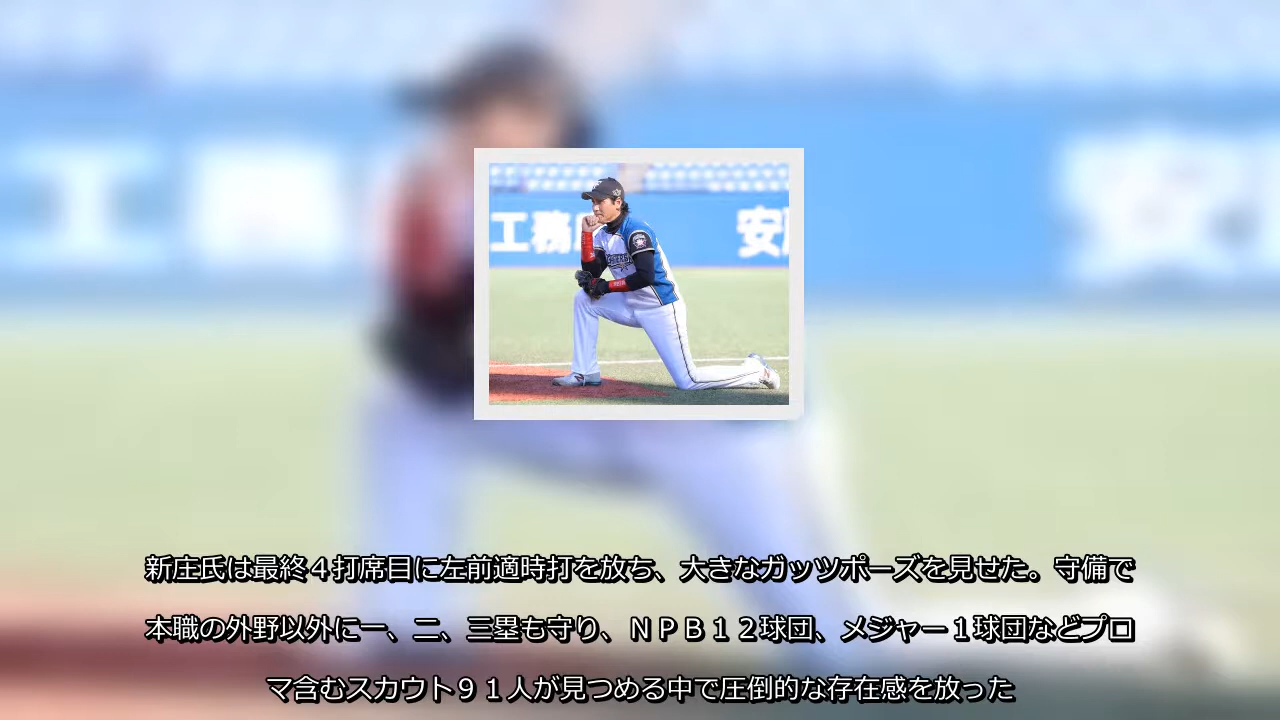 工務
安
新庄氏は最終４打席目に左前適時打を放ち、大きなガッツポーズを見せた。守備で
本職の外野以外に一、二、三塁も守り、ＮＰＢ１２球団、メジャー１球団などプロ
マ含むスカウト９１人が見つめる中で圧倒的な存在感を放った